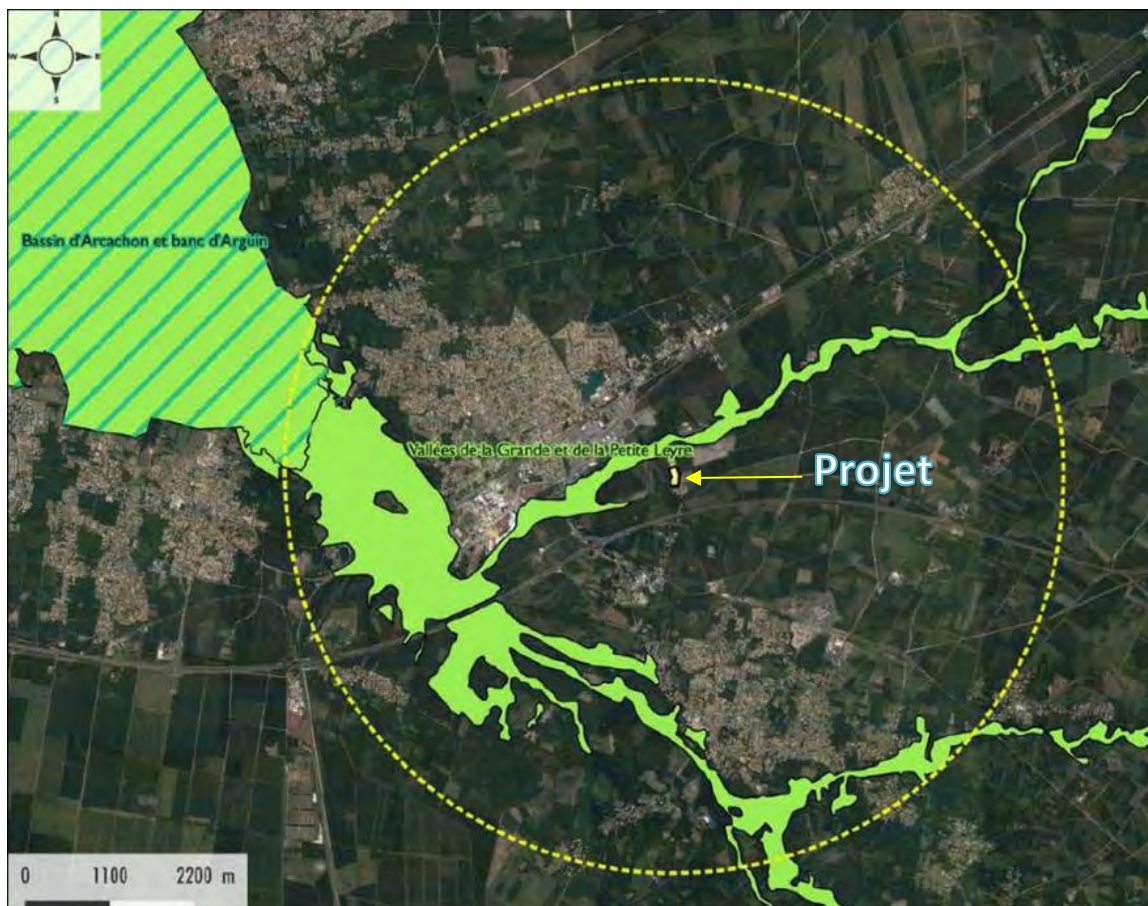 N
W E
S
Bassin d'Arcachon et banc d'Arguin
Vallées de la Grande et de la Petite Leyre
Projet
0 1100 2200 m